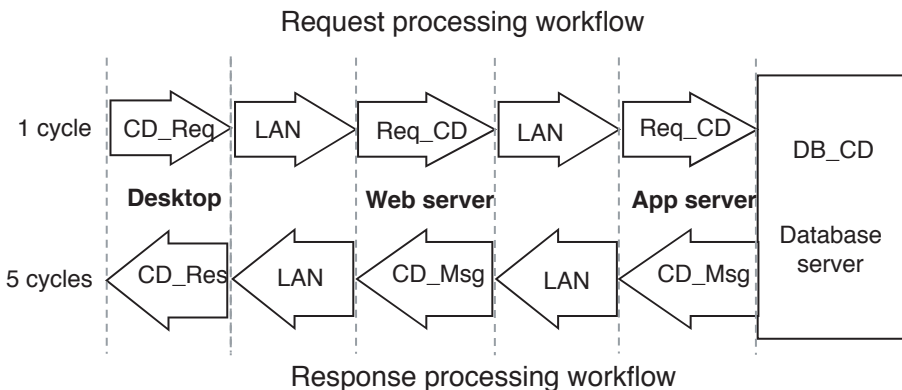 Request processing workflow
1 cycle
CD_Req
LAN
Req_CD
LAN
Req_CD
DB_CD
Desktop
Web server
App server
Database
server
5 cycles
CD_Res
LAN
CD_Msg
LAN
CD_Msg
Response processing workflow